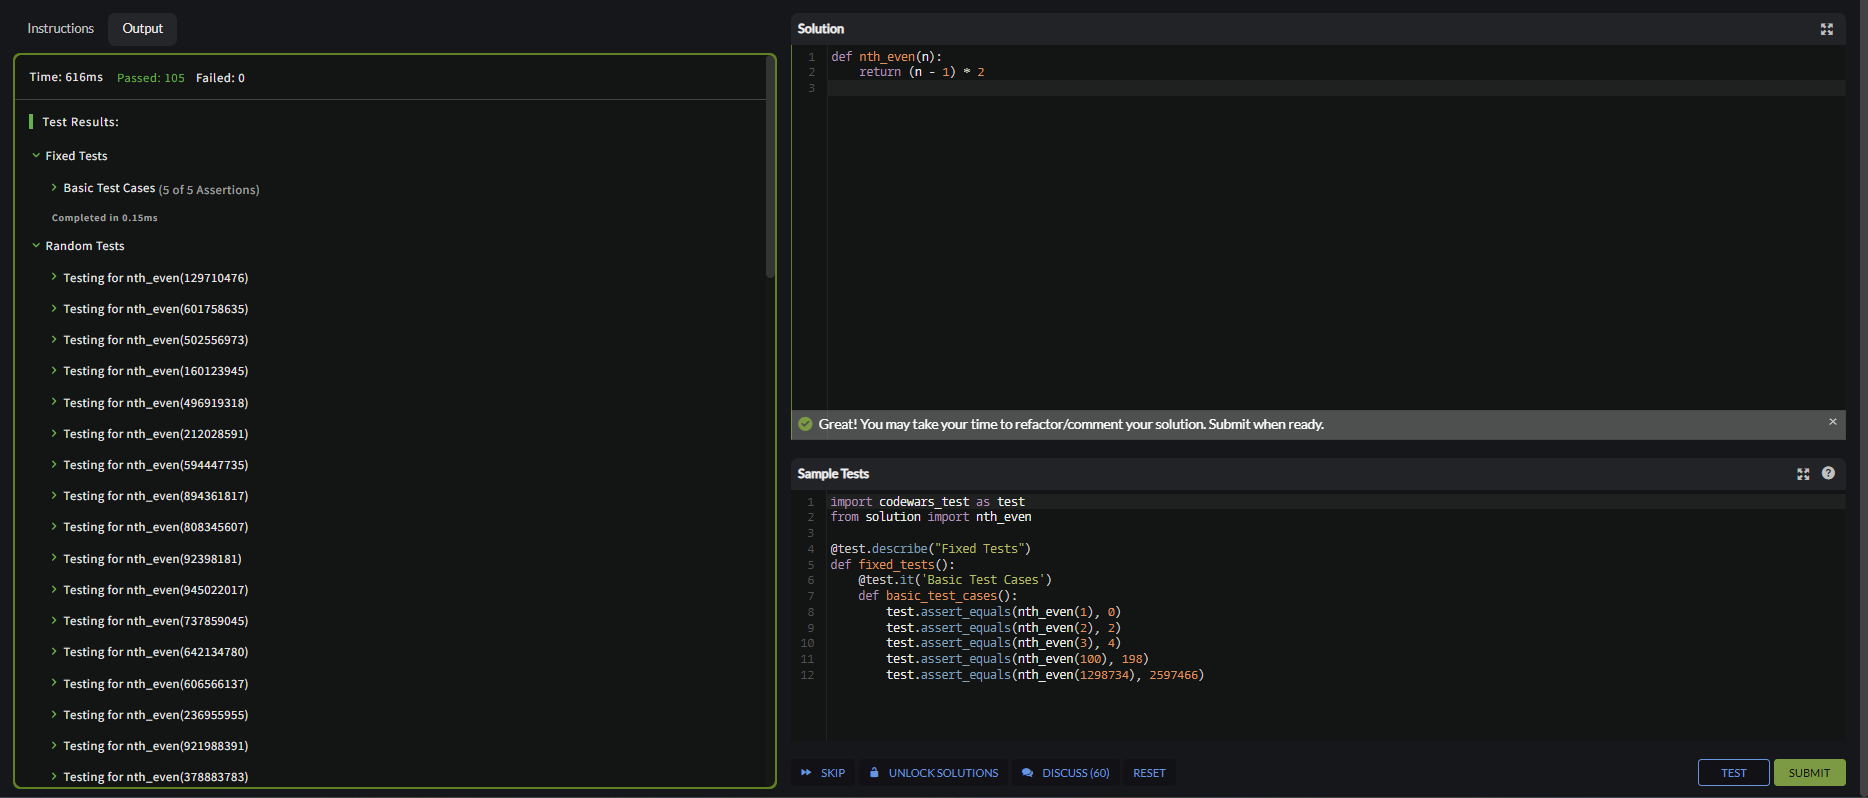 Instructions
Output
Time: 616ms Passed: 105 Failed: 0
Test Results:
Fixed Tests
Basic Test Cases (5 of 5 Assertions)
Completed in 0.15ms
Random Tests
Testing for nth_even(129710476)
Testing for nth_even(601758635)
Testing for nth_even(502556973)
Testing for nth_even(160123945)
Testing for nth_even(496919318)
Testing for nth_even(212028591)
Testing for nth_even(594447735)
Testing for nth_even(894361817)
Testing for nth_even(808345607)
Testing for nth_even(92398181)
Testing for nth_even(945022017)
Testing for nth_even(737859045)
Testing for nth_even(642134780)
Testing for nth_even(606566137)
Testing for nth_even(236955955)
Testing for nth_even(921988391)
Testing for nth_even(378883783)
Solution
1 def nth_even(n):
2     return (n - 1) * 2
3
Great! You may take your time to refactor/comment your solution. Submit when ready.
Sample Tests
1 import codewars_test as test
2 from solution import nth_even
3
4 @test.describe("Fixed Tests")
5 def fixed_tests():
6     @test.it('Basic Test Cases')
7     def basic_test_cases():
8         test.assert_equals(nth_even(1), 0)
9         test.assert_equals(nth_even(2), 2)
10         test.assert_equals(nth_even(3), 4)
11         test.assert_equals(nth_even(100), 198)
12         test.assert_equals(nth_even(1298734), 2597466)
SKIP
UNLOCK SOLUTIONS
DISCUSS (60)
RESET
TEST
SUBMIT